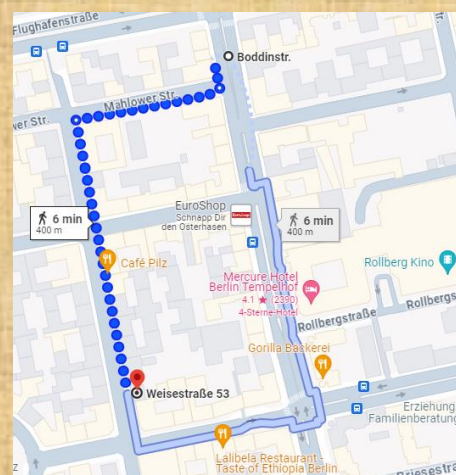 Flughafenstraße
Boddinstr.
Mahlower Str.
er Str.
6 min
400 m
EuroShop
Schnapp Dir
den Osterhasen
6 min
400 m
Café Pilz
Mercure Hotel
Berlin Tempelhof
4.1 ★ (2390)
4-Sterne-Hotel
Rollberg Kino
Rollbergstraße
Rollbergs
Gorilla Bäckerei
Weisestraße 53
Erziehung
Familienberatung
Lalibela Restaurant -
Taste of Ethiopia Berlin